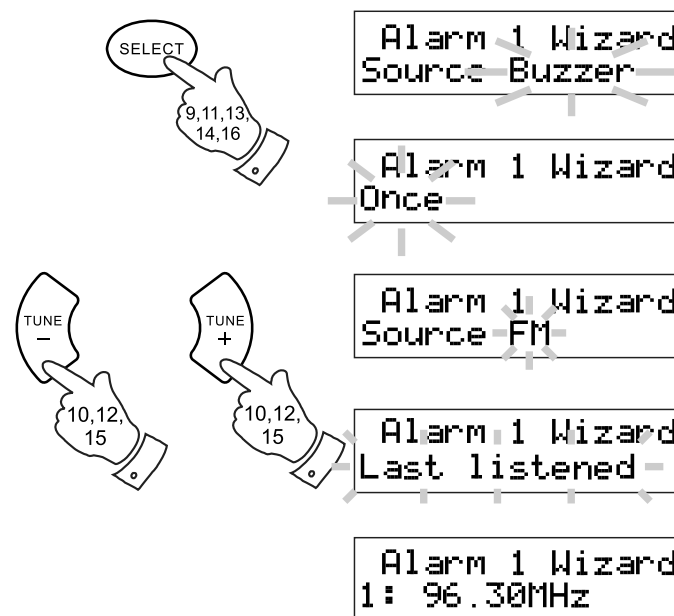 SELECT
9,11,13,
14,16
Alarm 1 Wizard
Source Buzzer
Alarm 1 Wizard
Once
TUNE
–
10,12,
15
TUNE
+
10,12,
15
Alarm 1 Wizard
Source FM
Alarm 1 Wizard
Last listened
Alarm 1 Wizard
1: 96.30MHz